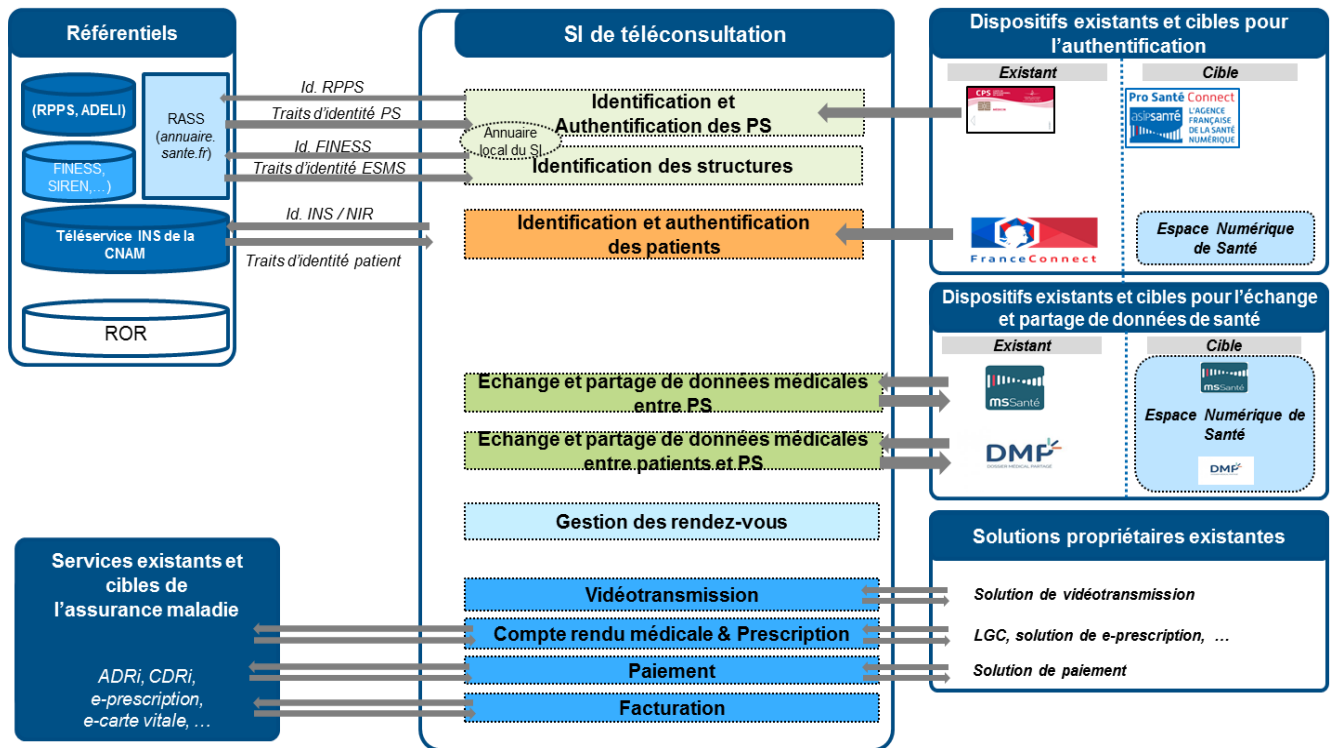 Référentiels
(RPPS, ADELI)
RASS
(annuaire.
sante.fr)
FINESS,
SIREN,…)
Téléservice INS de la
CNAM
ROR
Id. RPPS
Traits d'identité PS
Id. FINESS
Traits d'identité ESMS
Id. INS / NIR
Traits d'identité patient
SI de téléconsultation
Identification et
Authentification des PS
Annuaire
local du SI
Identification des structures
Identification et authentification
des patients
Echange et partage de données médicales
entre PS
Echange et partage de données médicales
entre patients et PS
Gestion des rendez-vous
Vidéotransmission
Compte rendu médicale & Prescription
Paiement
Facturation
Dispositifs existants et cibles pour
l'authentification
Existant
Cible
CPS
Pro Santé Connect
asipsanté
L'AGENCE
FRANÇAISE
DE LA SANTÉ
NUMÉRIQUE
FranceConnect
Espace Numérique
de Santé
Dispositifs existants et cibles pour l'échange
et partage de données de santé
Existant
Cible
msSanté
DMP
DOSSIER MÉDICAL PARTAGÉ
msSanté
Espace Numérique de
Santé
DMP
Services existants et
cibles de
l'assurance maladie
ADRi, CDRi,
e-prescription,
e-carte vitale, …
Solutions propriétaires existantes
Solution de vidéotransmission
LGC, solution de e-prescription, …
Solution de paiement